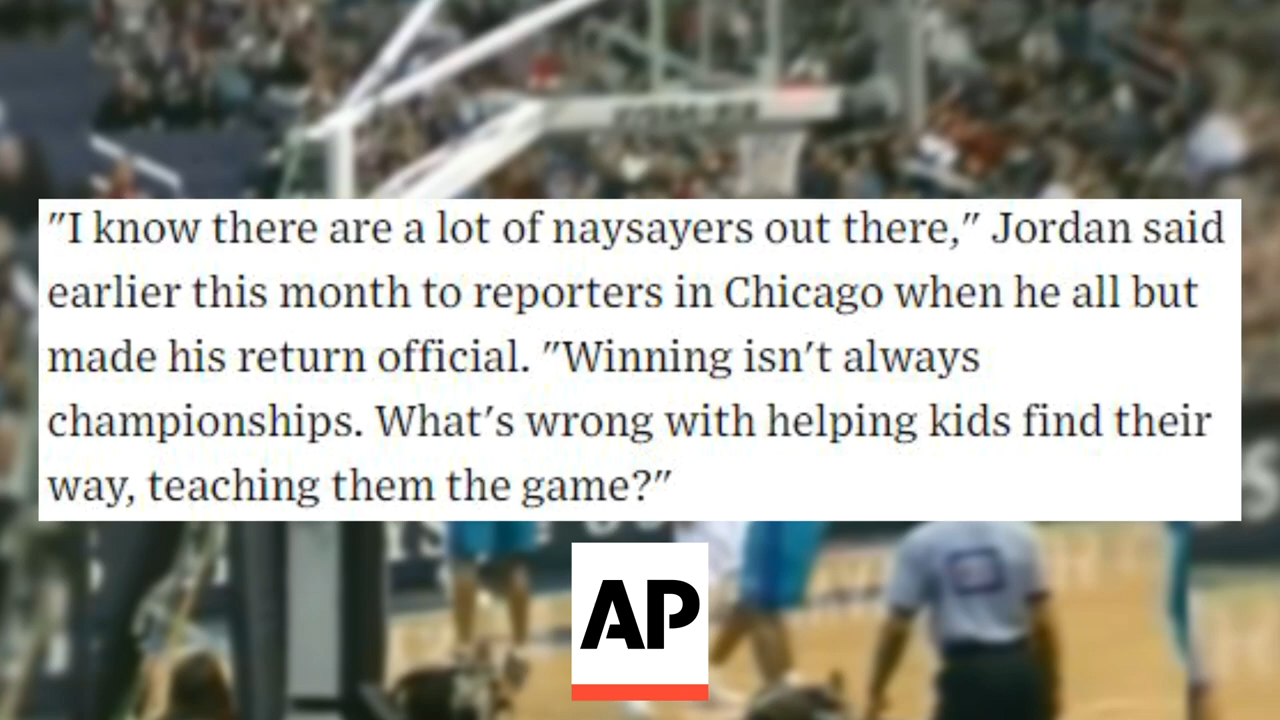 "I know there are a lot of naysayers out there," Jordan said
earlier this month to reporters in Chicago when he all but
made his return official. "Winning isn't always
championships. What's wrong with helping kids find their
way, teaching them the game?"
AP